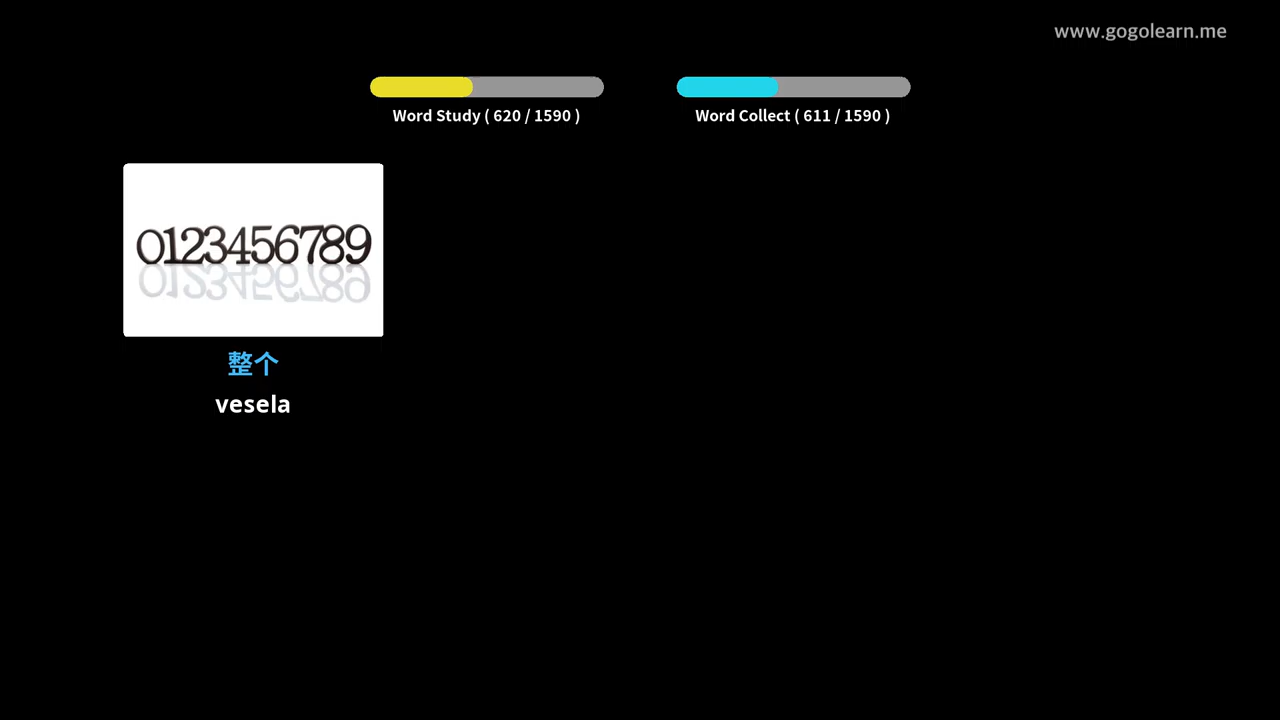 www.gogolearn.me
Word Study ( 620 / 1590 )
Word Collect ( 611 / 1590 )
0123456789
整个
vesela